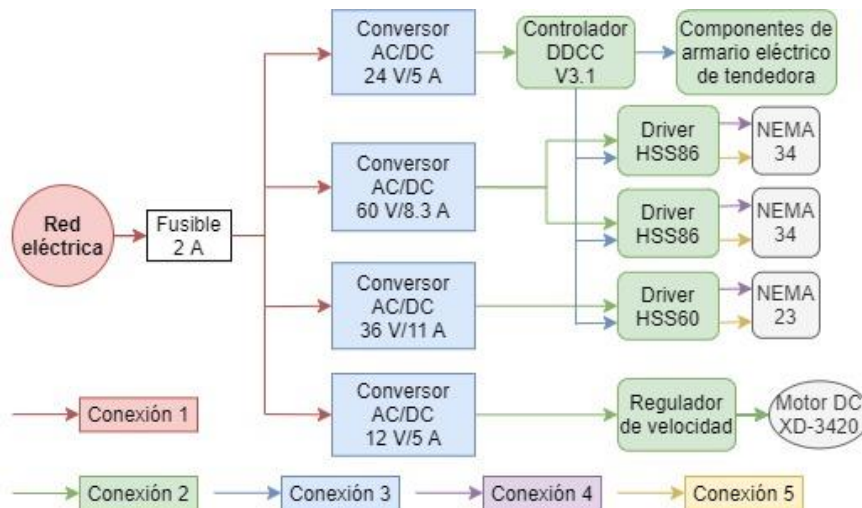 Conversor
AC/DC
24 V/5 A
Controlador
DDCC
V3.1
Componentes de
armario eléctrico
de tendedora
Conversor
AC/DC
60 V/8.3 A
Driver
HSS86
NEMA
34
Driver
HSS86
NEMA
34
Red
eléctrica
Fusible
2 A
Conversor
AC/DC
36 V/11 A
Driver
HSS60
NEMA
23
Conversor
AC/DC
12 V/5 A
Regulador
de velocidad
Motor DC
XD-3420
Conexión 1
Conexión 2
Conexión 3
Conexión 4
Conexión 5